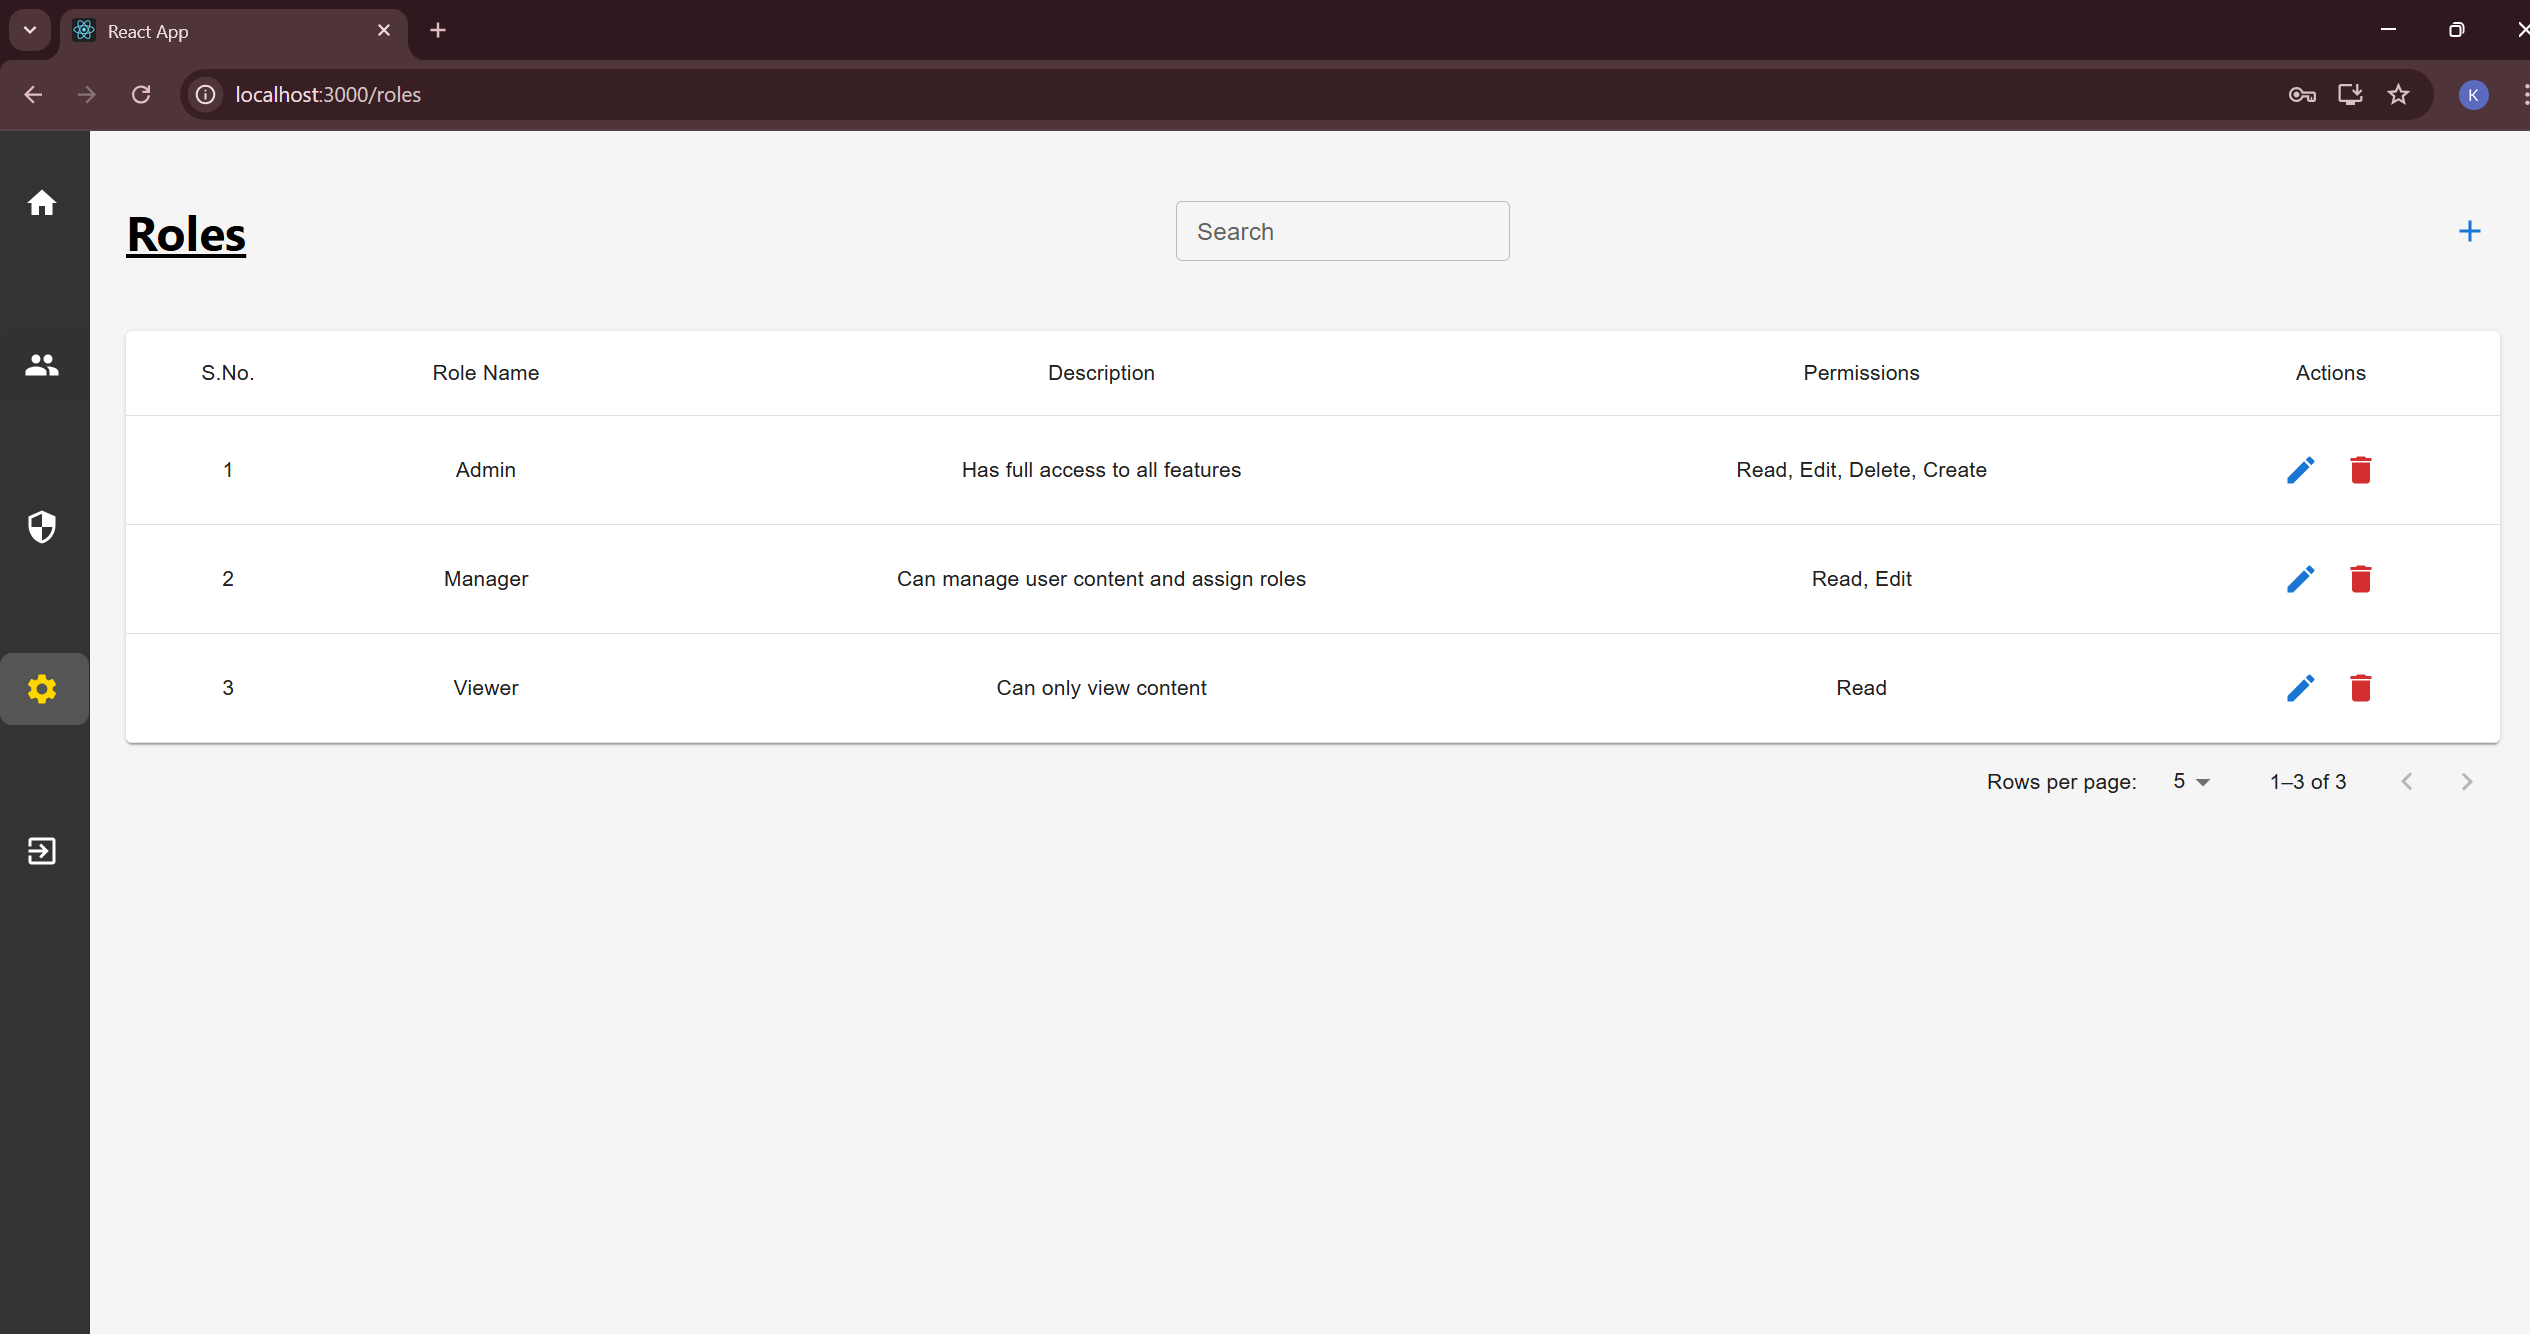 React App
localhost:3000/roles
K
Roles
Search
S.No. Role Name Description Permissions Actions
1 Admin Has full access to all features Read, Edit, Delete, Create
2 Manager Can manage user content and assign roles Read, Edit
3 Viewer Can only view content Read
Rows per page: 5 1–3 of 3